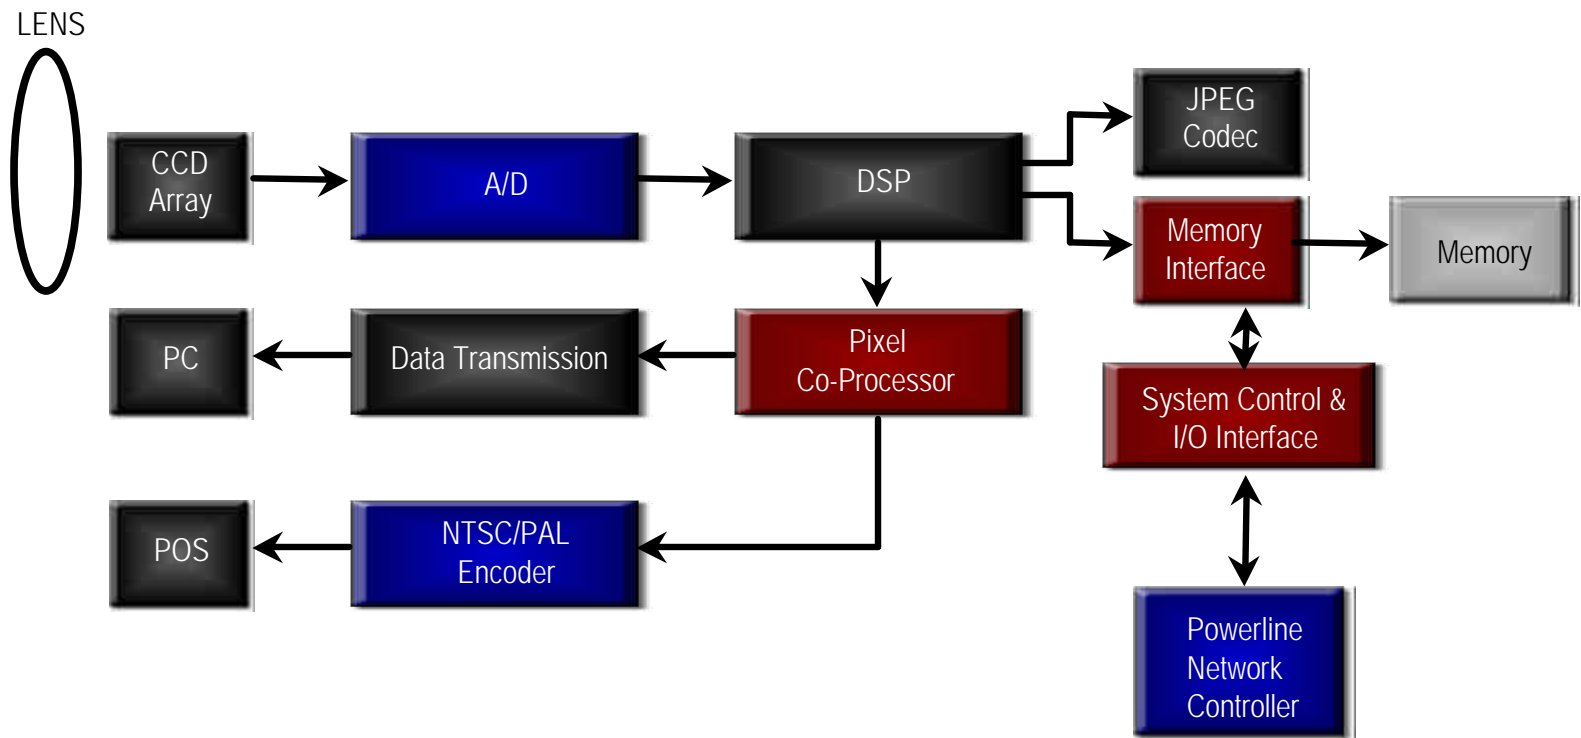 LENS
CCD
Array
A/D
DSP
JPEG
Codec
Memory
Interface
Memory
PC
Data Transmission
Pixel
Co-Processor
System Control &
I/O Interface
POS
NTSC/PAL
Encoder
Powerline
Network
Controller